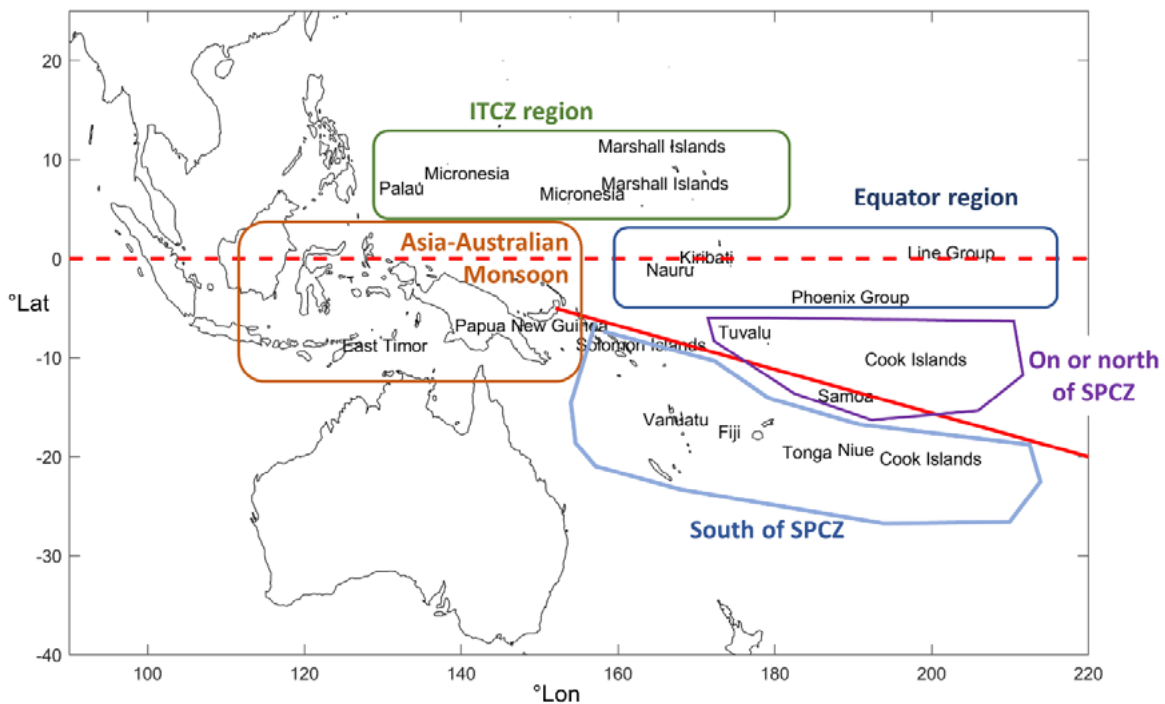 20
10
0
-10
-20
-30
-40
°Lat
100
120
140
160
180
200
220
°Lon
ITCZ region
Marshall Islands
Micronesia
Palau
Marshall Islands
Micronesia
Equator region
Asia-Australian
Monsoon
Kiribati
Line Group
Nauru
Phoenix Group
Papua New Guinea
East Timor
Solomon Islands
Tuvalu
Cook Islands
On or north
of SPCZ
Samoa
Vanuatu
Fiji
Tonga
Niue
Cook Islands
South of SPCZ